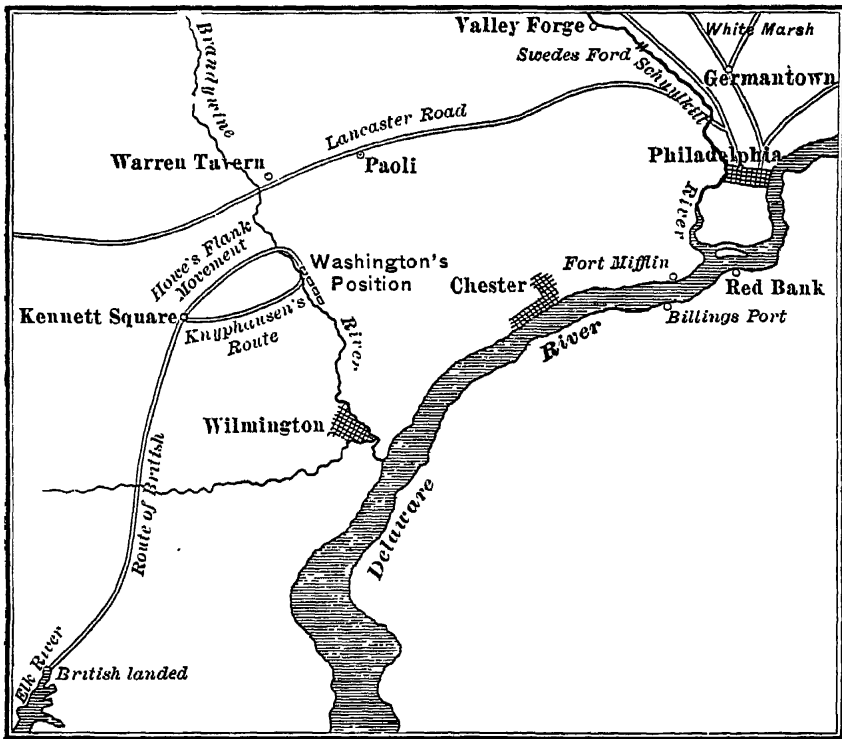 Valley Forge
White Marsh
Swedes Ford
Schuylkill
Germantown
Brandywine
Lancaster Road
Warren Tavern
Paoli
Philadelphia
River
Howe's Flank
Movement
Washington's
Position
Fort Mifflin
Chester
Red Bank
Kennett Square
Knyphausen's
Route
Billings Port
River
River
Wilmington
Route of British
Delaware
Elk River
British landed